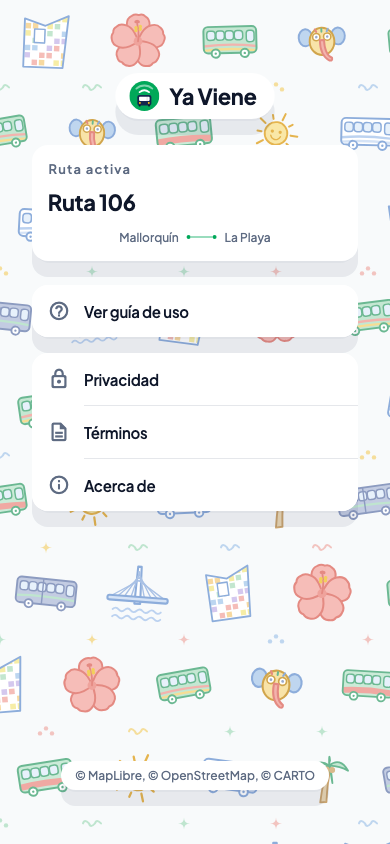 Ya Viene
Ruta activa
Ruta 106
Mallorquín La Playa
Ver guía de uso
Privacidad
Términos
Acerca de
© MapLibre, © OpenStreetMap, © CARTO